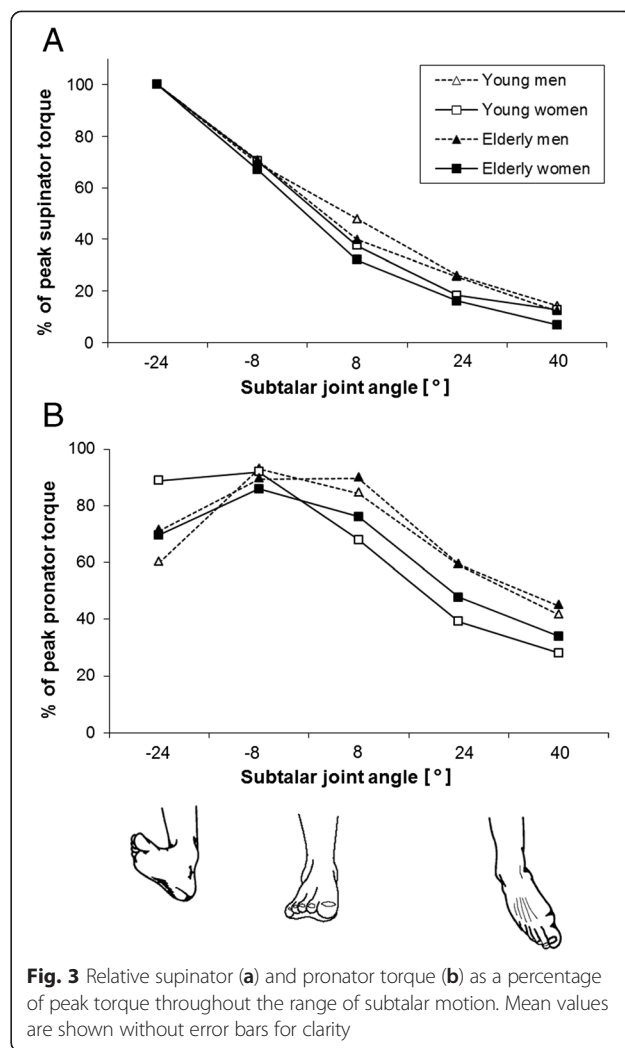 A
% of peak supinator torque
100
80
60
40
20
0
Young men
Young women
Elderly men
Elderly women
-24 -8 8 24 40
Subtalar joint angle [°]
B
% of peak pronator torque
100
80
60
40
20
0
-24 -8 8 24 40
Subtalar joint angle [°]
Fig. 3 Relative supinator (a) and pronator torque (b) as a percentage
of peak torque throughout the range of subtalar motion. Mean values
are shown without error bars for clarity